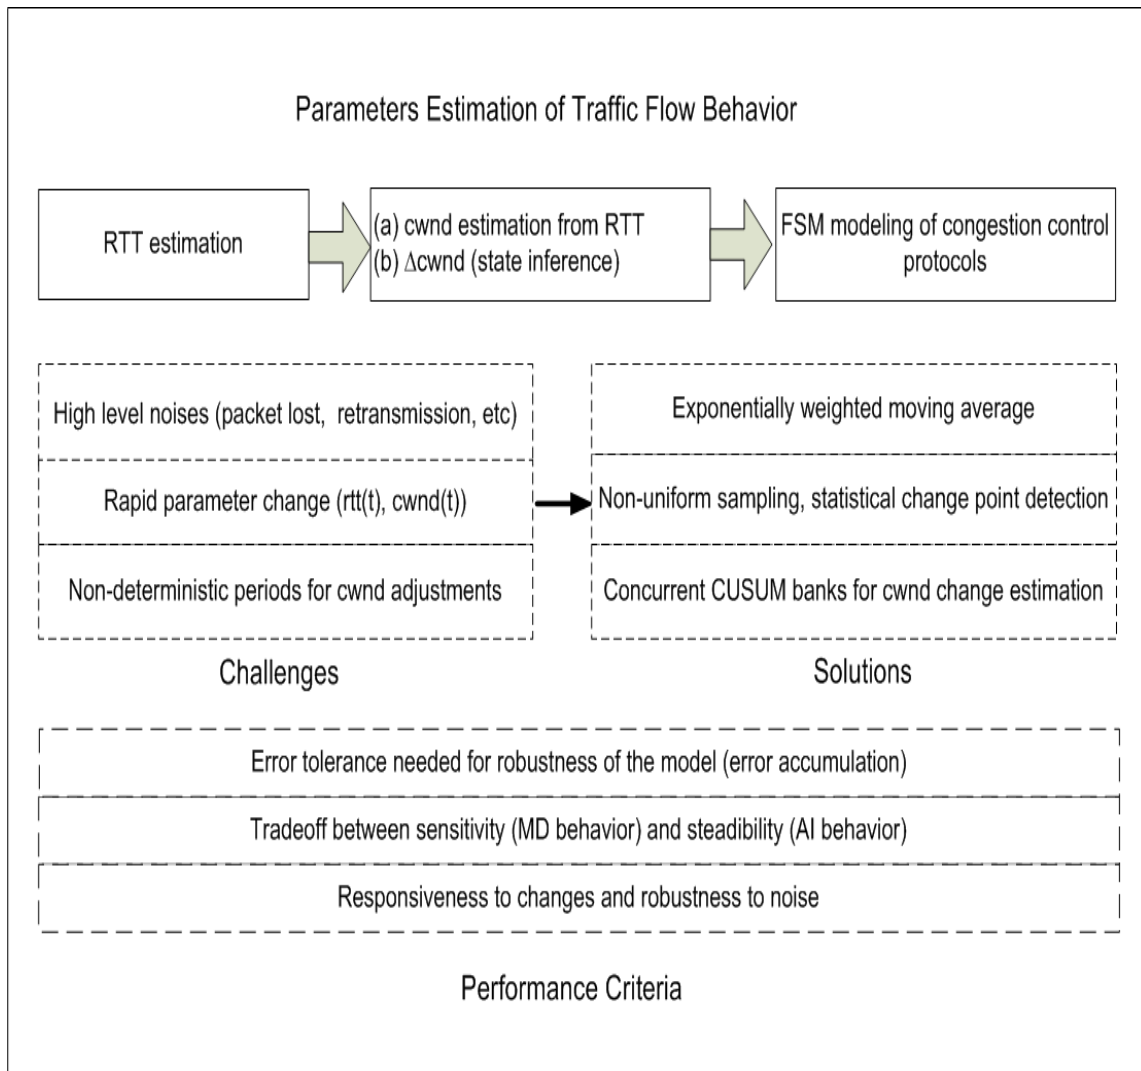 Parameters Estimation of Traffic Flow Behavior
RTT estimation
(a) cwnd estimation from RTT
(b) Δcwnd (state inference)
FSM modeling of congestion control
protocols
High level noises (packet lost, retransmission, etc)
Rapid parameter change (rtt(t), cwnd(t))
Non-deterministic periods for cwnd adjustments
Challenges
Exponentially weighted moving average
Non-uniform sampling, statistical change point detection
Concurrent CUSUM banks for cwnd change estimation
Solutions
Error tolerance needed for robustness of the model (error accumulation)
Tradeoff between sensitivity (MD behavior) and steadibility (AI behavior)
Responsiveness to changes and robustness to noise
Performance Criteria